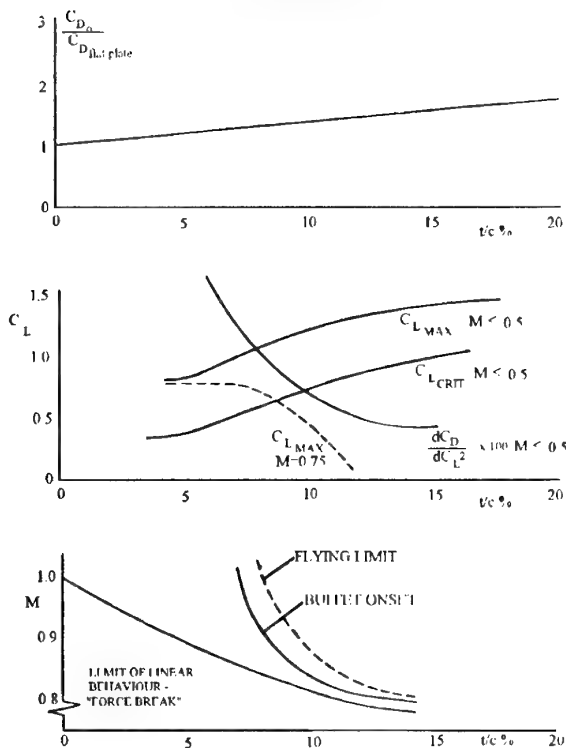 3
C_D₀
C_D flat plate
2
1
0
0 5 10 15 20
t/c %
1.5
C_L
1.0
0.5
0
C_L MAX M < 0.5
C_L CRIT M < 0.5
C_L MAX
M=0.75
dC_D
dC_L² x100 M < 0.5
0 5 10 15 20
t/c %
FLYING LIMIT
BUFFET ONSET
1.0
M
0.9
0.8
LIMIT OF LINEAR
BEHAVIOUR -
"FORCE BREAK"
0 5 10 15 20
t/c %